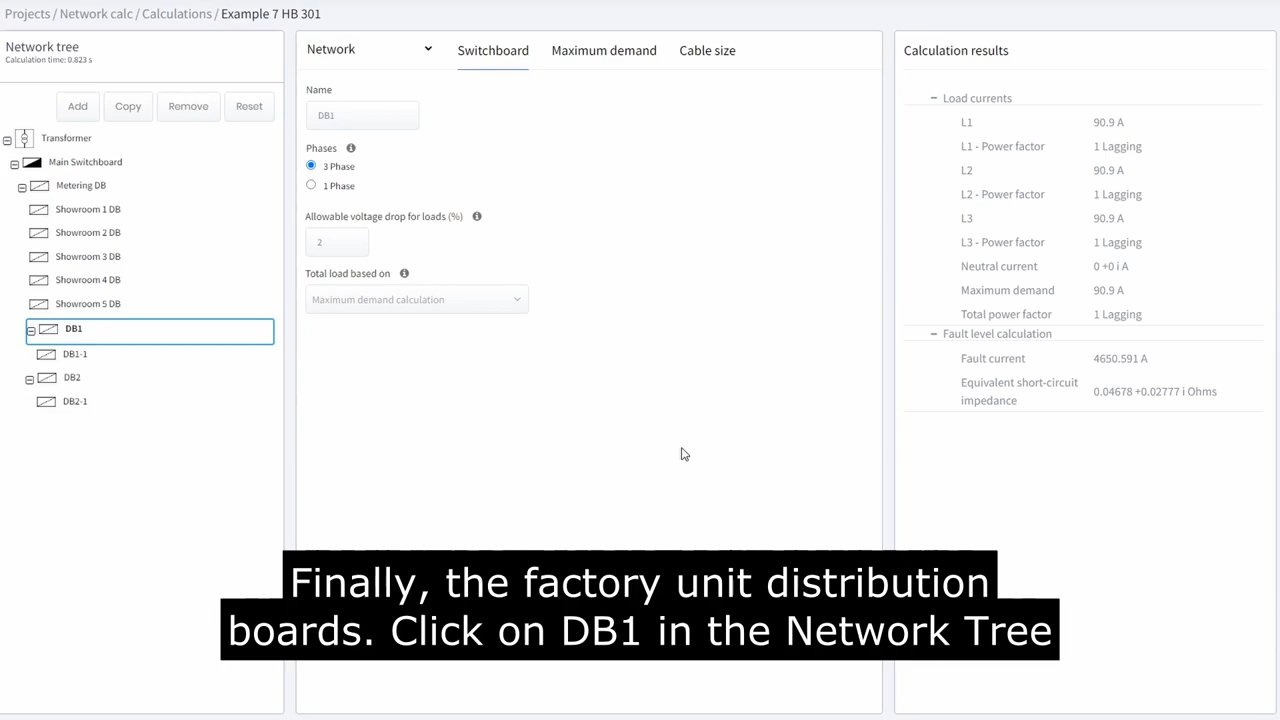 Projects / Network calc / Calculations / Example 7 HB 301
Network tree
Calculation time: 0.823 s
Add
Copy
Remove
Reset
Transformer
Main Switchboard
Metering DB
Showroom 1 DB
Showroom 2 DB
Showroom 3 DB
Showroom 4 DB
Showroom 5 DB
DB1
DB1-1
DB2
DB2-1
Network
Switchboard
Maximum demand
Cable size
Name
DB1
Phases
3 Phase
1 Phase
Allowable voltage drop for loads (%)
2
Total load based on
Maximum demand calculation
Calculation results
Load currents
L1 90.9 A
L1 - Power factor 1 Lagging
L2 90.9 A
L2 - Power factor 1 Lagging
L3 90.9 A
L3 - Power factor 1 Lagging
Neutral current 0 +0 i A
Maximum demand 90.9 A
Total power factor 1 Lagging
Fault level calculation
Fault current 4650.591 A
Equivalent short-circuit
impedance 0.04678 +0.02777 i Ohms
Finally, the factory unit distribution
boards. Click on DB1 in the Network Tree